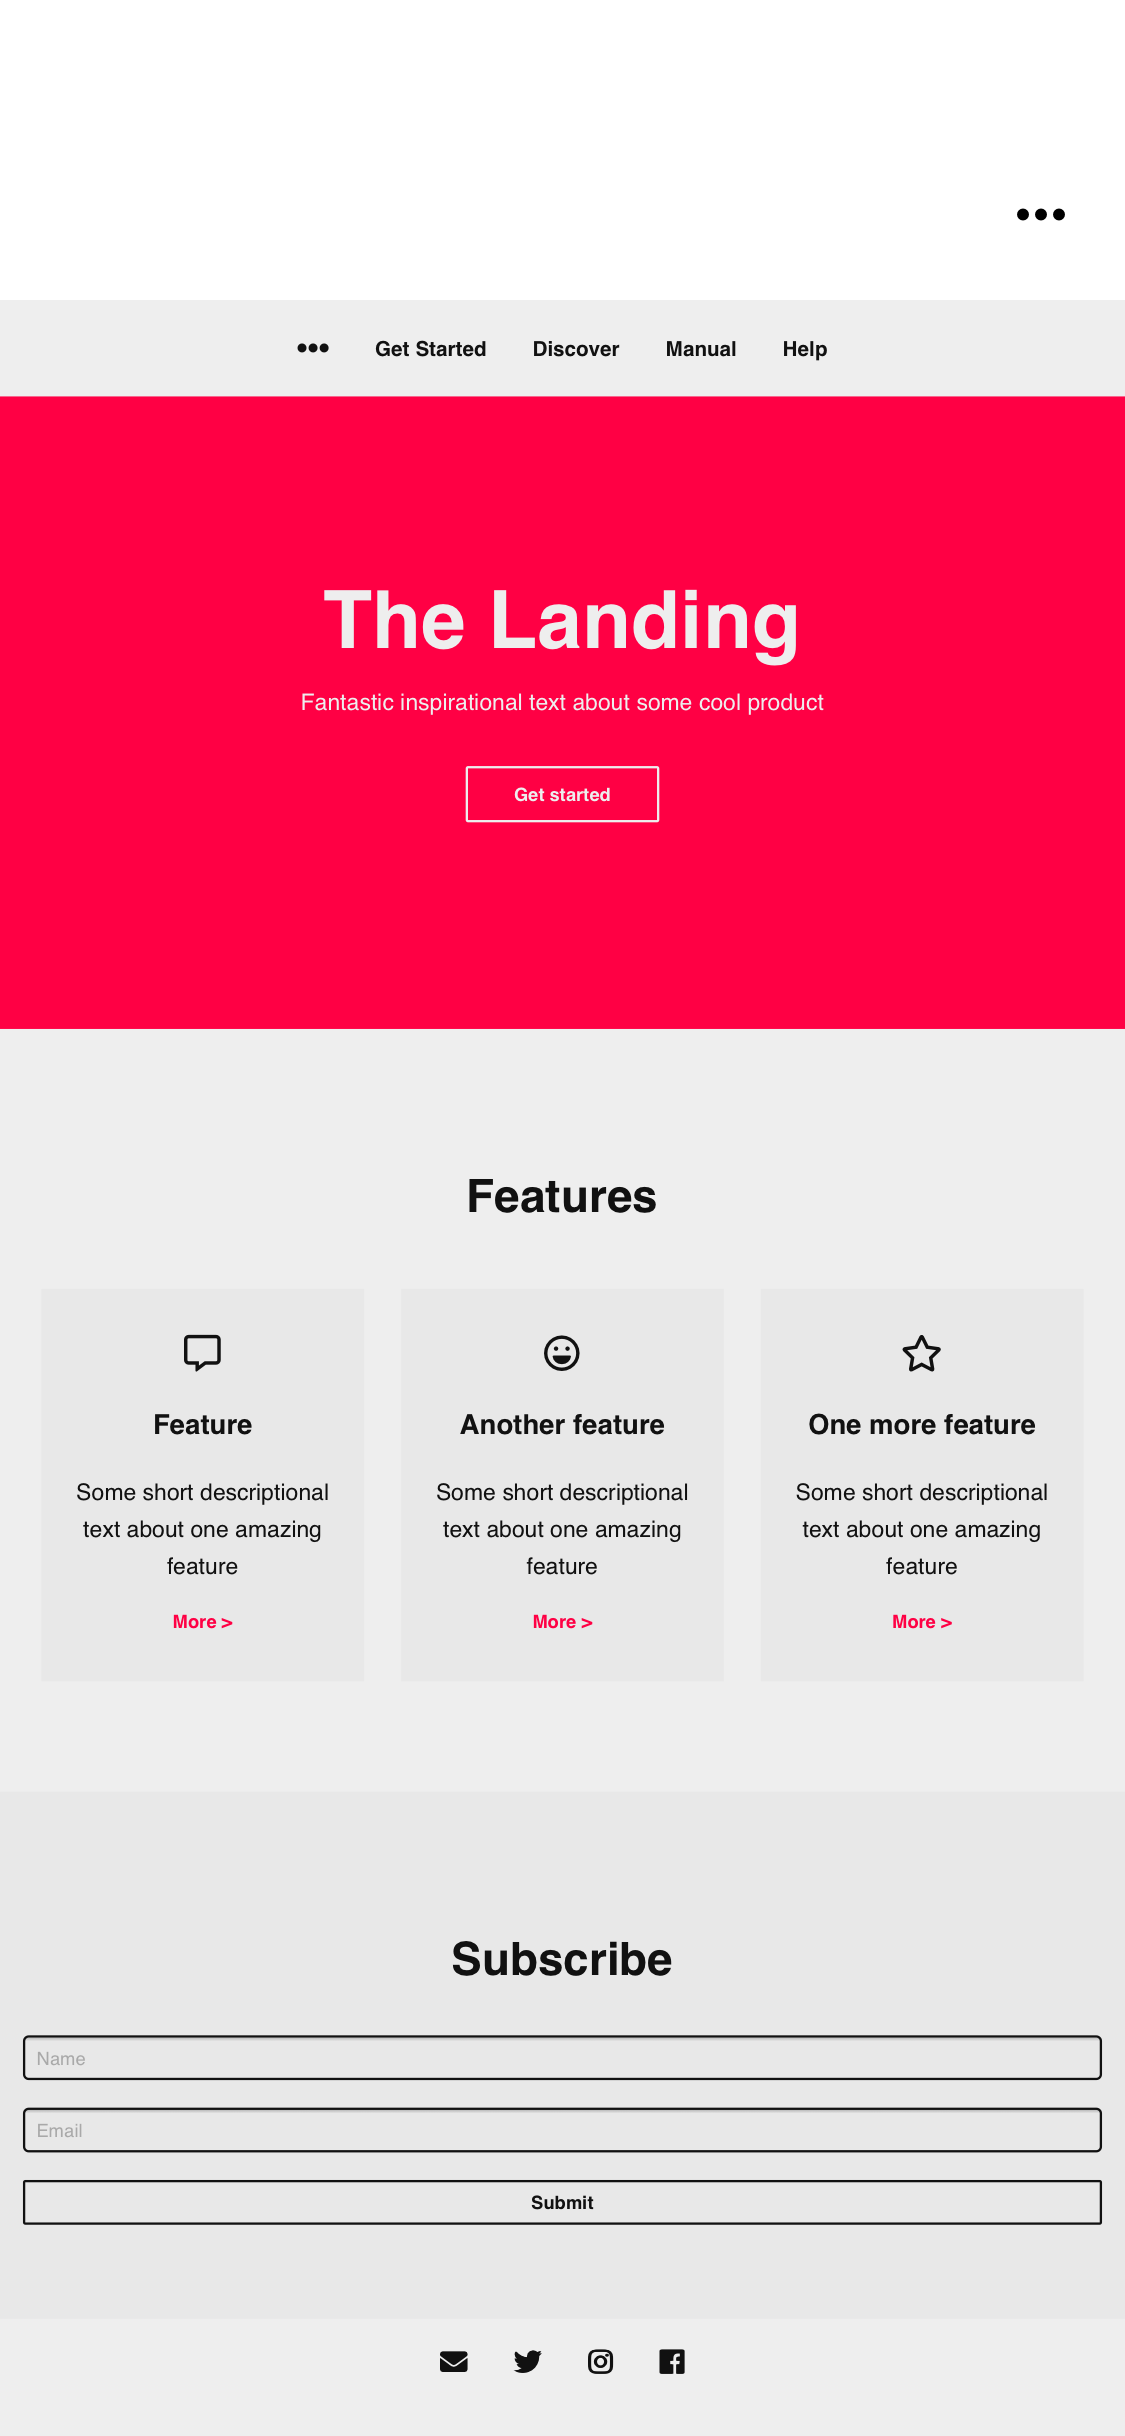 Get Started Discover Manual Help
The Landing
Fantastic inspirational text about some cool product
Get started
Features
Feature
Some short descriptional
text about one amazing
feature
More >
Another feature
Some short descriptional
text about one amazing
feature
More >
One more feature
Some short descriptional
text about one amazing
feature
More >
Subscribe
Name
Email
Submit